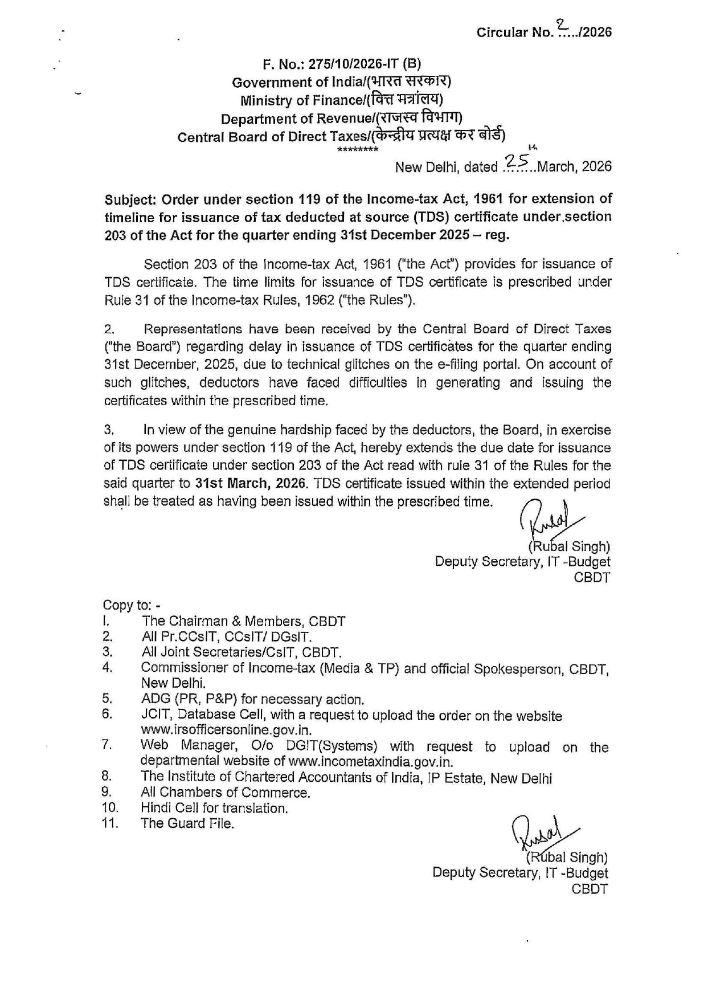 Circular No. 2...../2026
F. No.: 275/10/2026-IT (B)
Government of India/(भारत सरकार)
Ministry of Finance/(वित्त मत्रांलय)
Department of Revenue/(राजस्व विभाग)
Central Board of Direct Taxes/(केन्द्रीय प्रत्यक्ष कर बोर्ड)
********
New Delhi, dated 25th March, 2026
Subject: Order under section 119 of the Income-tax Act, 1961 for extension of
timeline for issuance of tax deducted at source (TDS) certificate under section
203 of the Act for the quarter ending 31st December 2025 – reg.
Section 203 of the Income-tax Act, 1961 ("the Act") provides for issuance of
TDS certificate. The time limits for issuance of TDS certificate is prescribed under
Rule 31 of the Income-tax Rules, 1962 ("the Rules").
2. Representations have been received by the Central Board of Direct Taxes
("the Board") regarding delay in issuance of TDS certificates for the quarter ending
31st December, 2025, due to technical glitches on the e-filing portal. On account of
such glitches, deductors have faced difficulties in generating and issuing the
certificates within the prescribed time.
3. In view of the genuine hardship faced by the deductors, the Board, in exercise
of its powers under section 119 of the Act, hereby extends the due date for issuance
of TDS certificate under section 203 of the Act read with rule 31 of the Rules for the
said quarter to 31st March, 2026. TDS certificate issued within the extended period
shall be treated as having been issued within the prescribed time.
(Rubal Singh)
Deputy Secretary, IT -Budget
CBDT
Copy to: -
I. The Chairman & Members, CBDT
2. All Pr.CCsIT, CCsIT/ DGsIT.
3. All Joint Secretaries/CsIT, CBDT.
4. Commissioner of Income-tax (Media & TP) and official Spokesperson, CBDT,
New Delhi.
5. ADG (PR, P&P) for necessary action.
6. JCIT, Database Cell, with a request to upload the order on the website
www.irsofficersonline.gov.in.
7. Web Manager, O/o DGIT(Systems) with request to upload on the
departmental website of www.incometaxindia.gov.in.
8. The Institute of Chartered Accountants of India, IP Estate, New Delhi
9. All Chambers of Commerce.
10. Hindi Cell for translation.
11. The Guard File.
(Rubal Singh)
Deputy Secretary, IT -Budget
CBDT